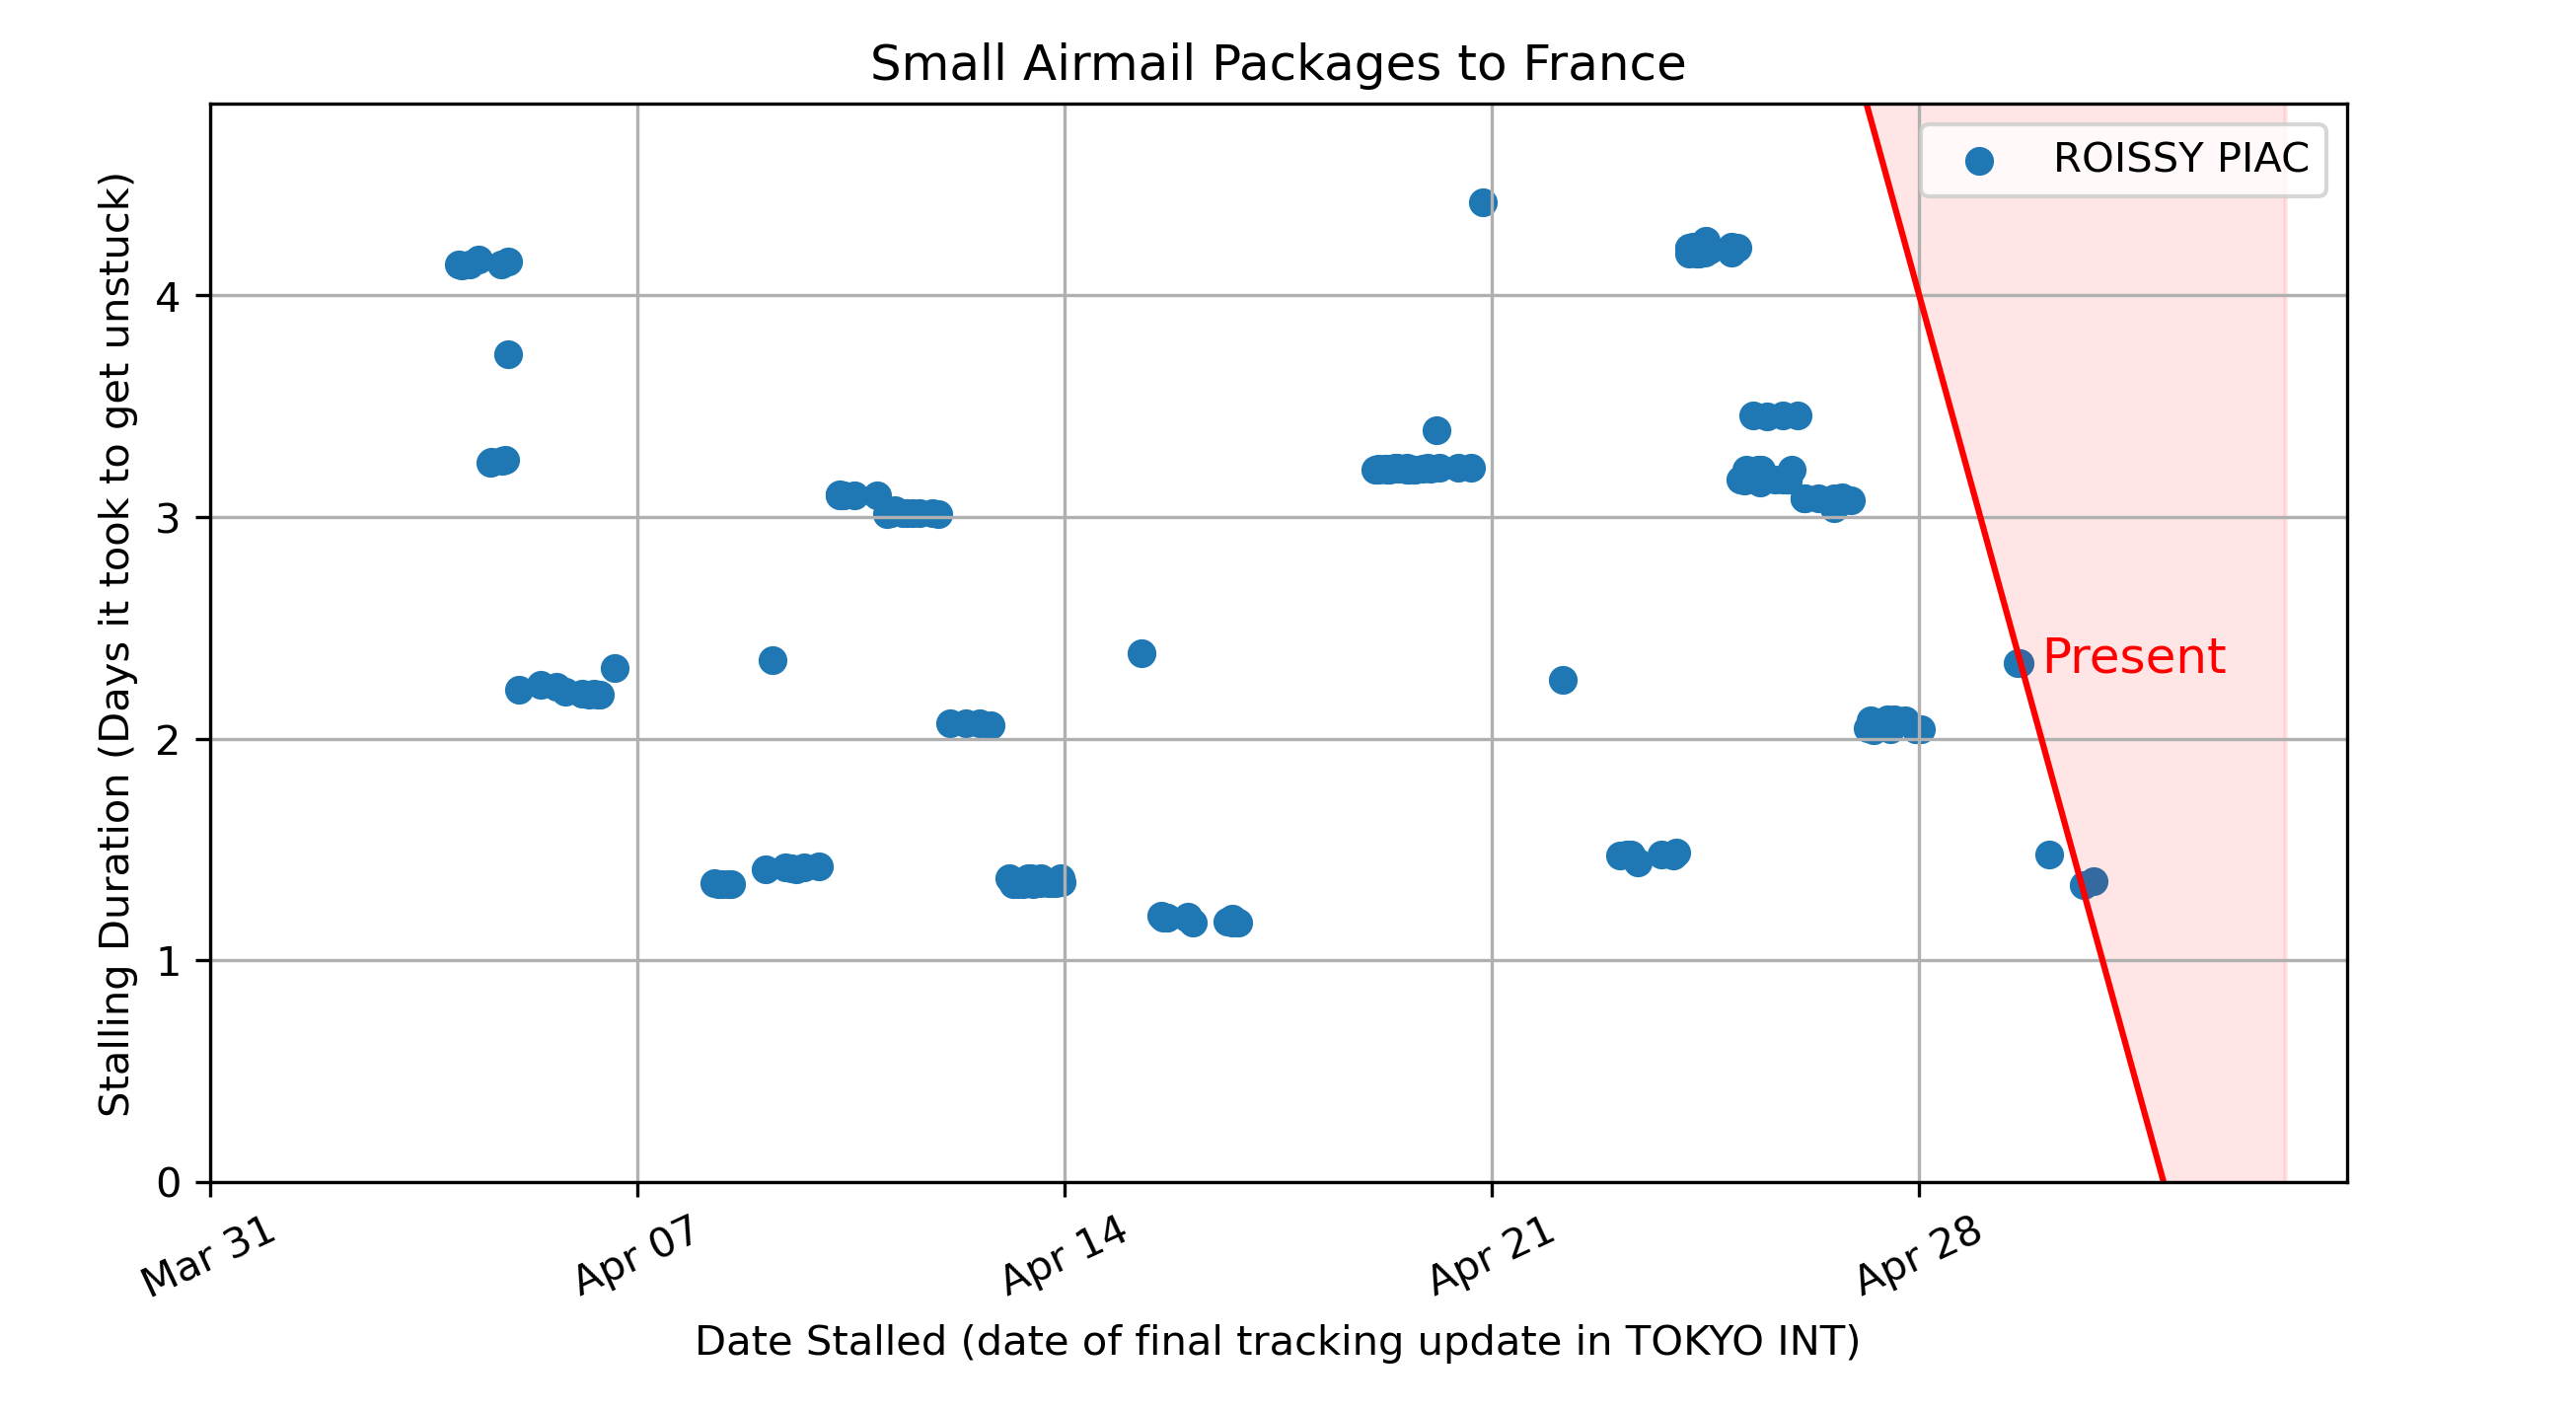 Small Airmail Packages to France
Stalling Duration (Days it took to get unstuck)
4
3
2
1
0
ROISSY PIAC
Present
Mar 31
Apr 07
Apr 14
Apr 21
Apr 28
Date Stalled (date of final tracking update in TOKYO INT)